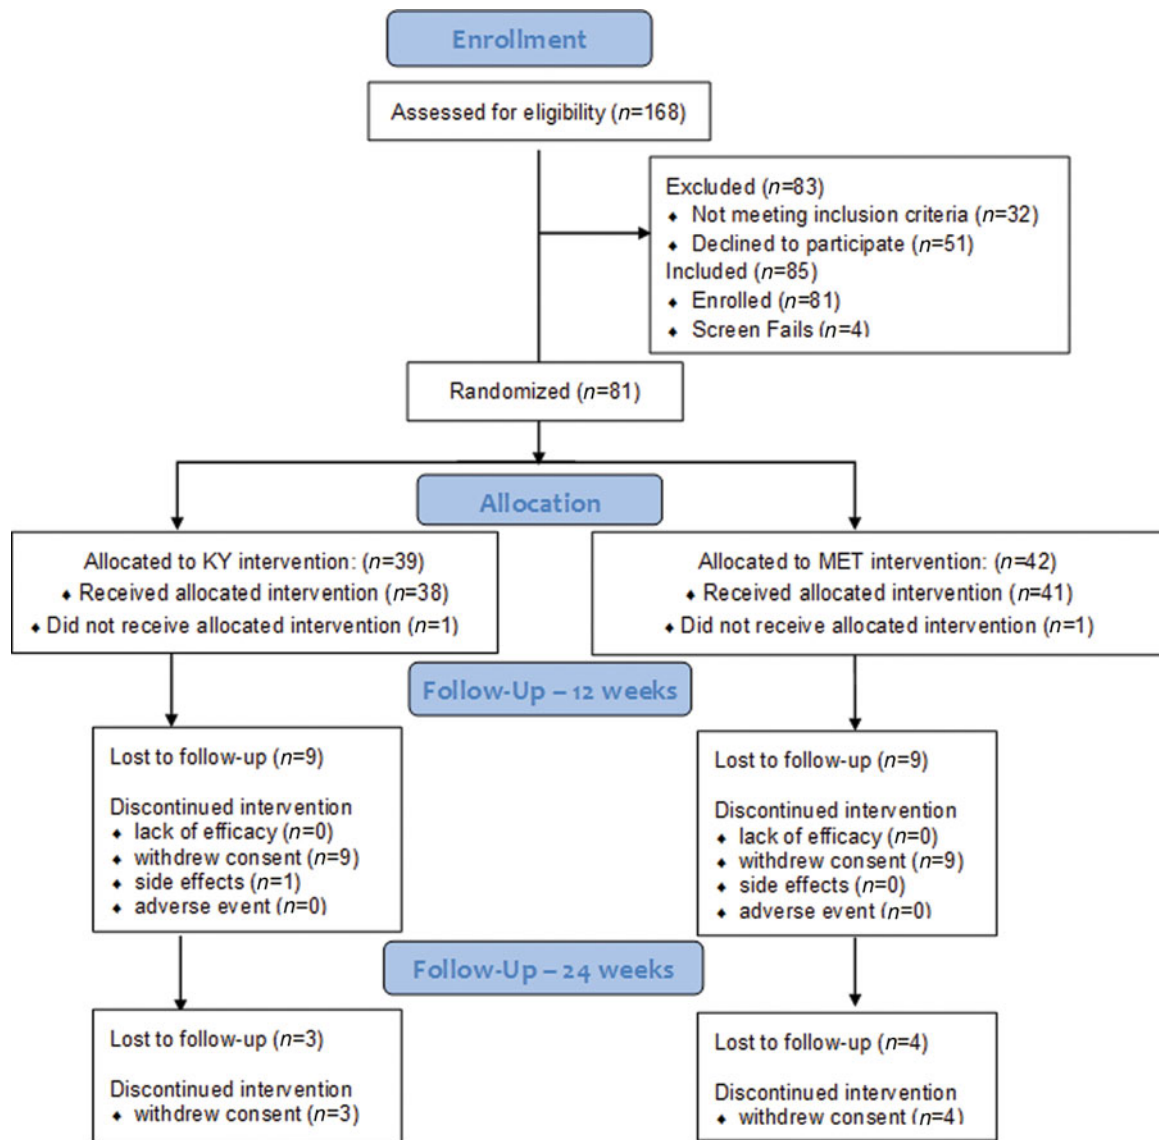 Enrollment
Assessed for eligibility (n=168)
Excluded (n=83)
♦ Not meeting inclusion criteria (n=32)
♦ Declined to participate (n=51)
Included (n=85)
♦ Enrolled (n=81)
♦ Screen Fails (n=4)
Randomized (n=81)
Allocation
Allocated to KY intervention: (n=39)
♦ Received allocated intervention (n=38)
♦ Did not receive allocated intervention (n=1)
Allocated to MET intervention: (n=42)
♦ Received allocated intervention (n=41)
♦ Did not receive allocated intervention (n=1)
Follow-Up – 12 weeks
Lost to follow-up (n=9)
Discontinued intervention
♦ lack of efficacy (n=0)
♦ withdrew consent (n=9)
♦ side effects (n=1)
♦ adverse event (n=0)
Lost to follow-up (n=9)
Discontinued intervention
♦ lack of efficacy (n=0)
♦ withdrew consent (n=9)
♦ side effects (n=0)
♦ adverse event (n=0)
Follow-Up – 24 weeks
Lost to follow-up (n=3)
Discontinued intervention
♦ withdrew consent (n=3)
Lost to follow-up (n=4)
Discontinued intervention
♦ withdrew consent (n=4)